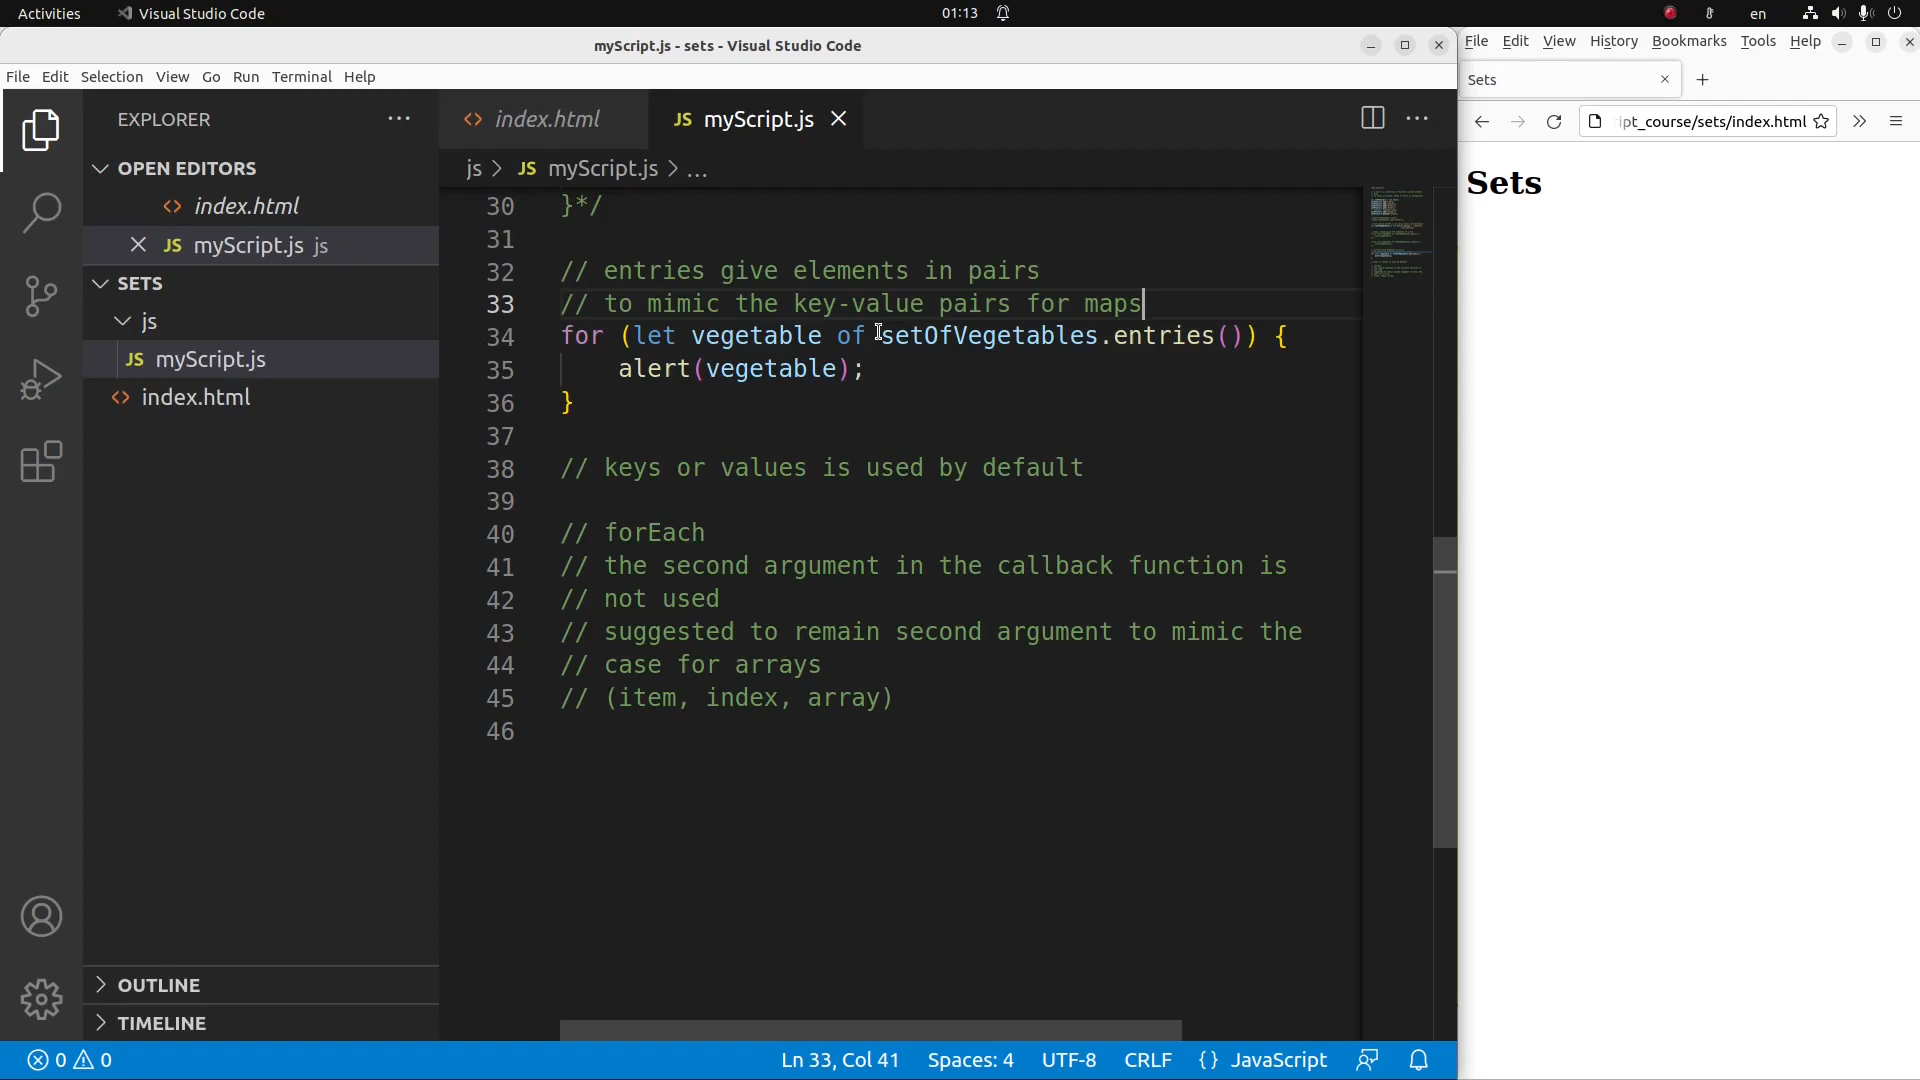 Activities
Visual Studio Code
01:13
en
myScript.js - sets - Visual Studio Code
File Edit Selection View Go Run Terminal Help
EXPLORER
OPEN EDITORS
index.html
myScript.js js
SETS
js
myScript.js
index.html
OUTLINE
TIMELINE
index.html
myScript.js
js > myScript.js > ...
30 }*/
31
32 // entries give elements in pairs
33 // to mimic the key-value pairs for maps
34 for (let vegetable of setOfVegetables.entries()) {
35 alert(vegetable);
36 }
37
38 // keys or values is used by default
39
40 // forEach
41 // the second argument in the callback function is
42 // not used
43 // suggested to remain second argument to mimic the
44 // case for arrays
45 // (item, index, array)
46
0 0
Ln 33, Col 41
Spaces: 4
UTF-8
CRLF
{ } JavaScript
File Edit View History Bookmarks Tools Help
Sets
ipt_course/sets/index.html
Sets